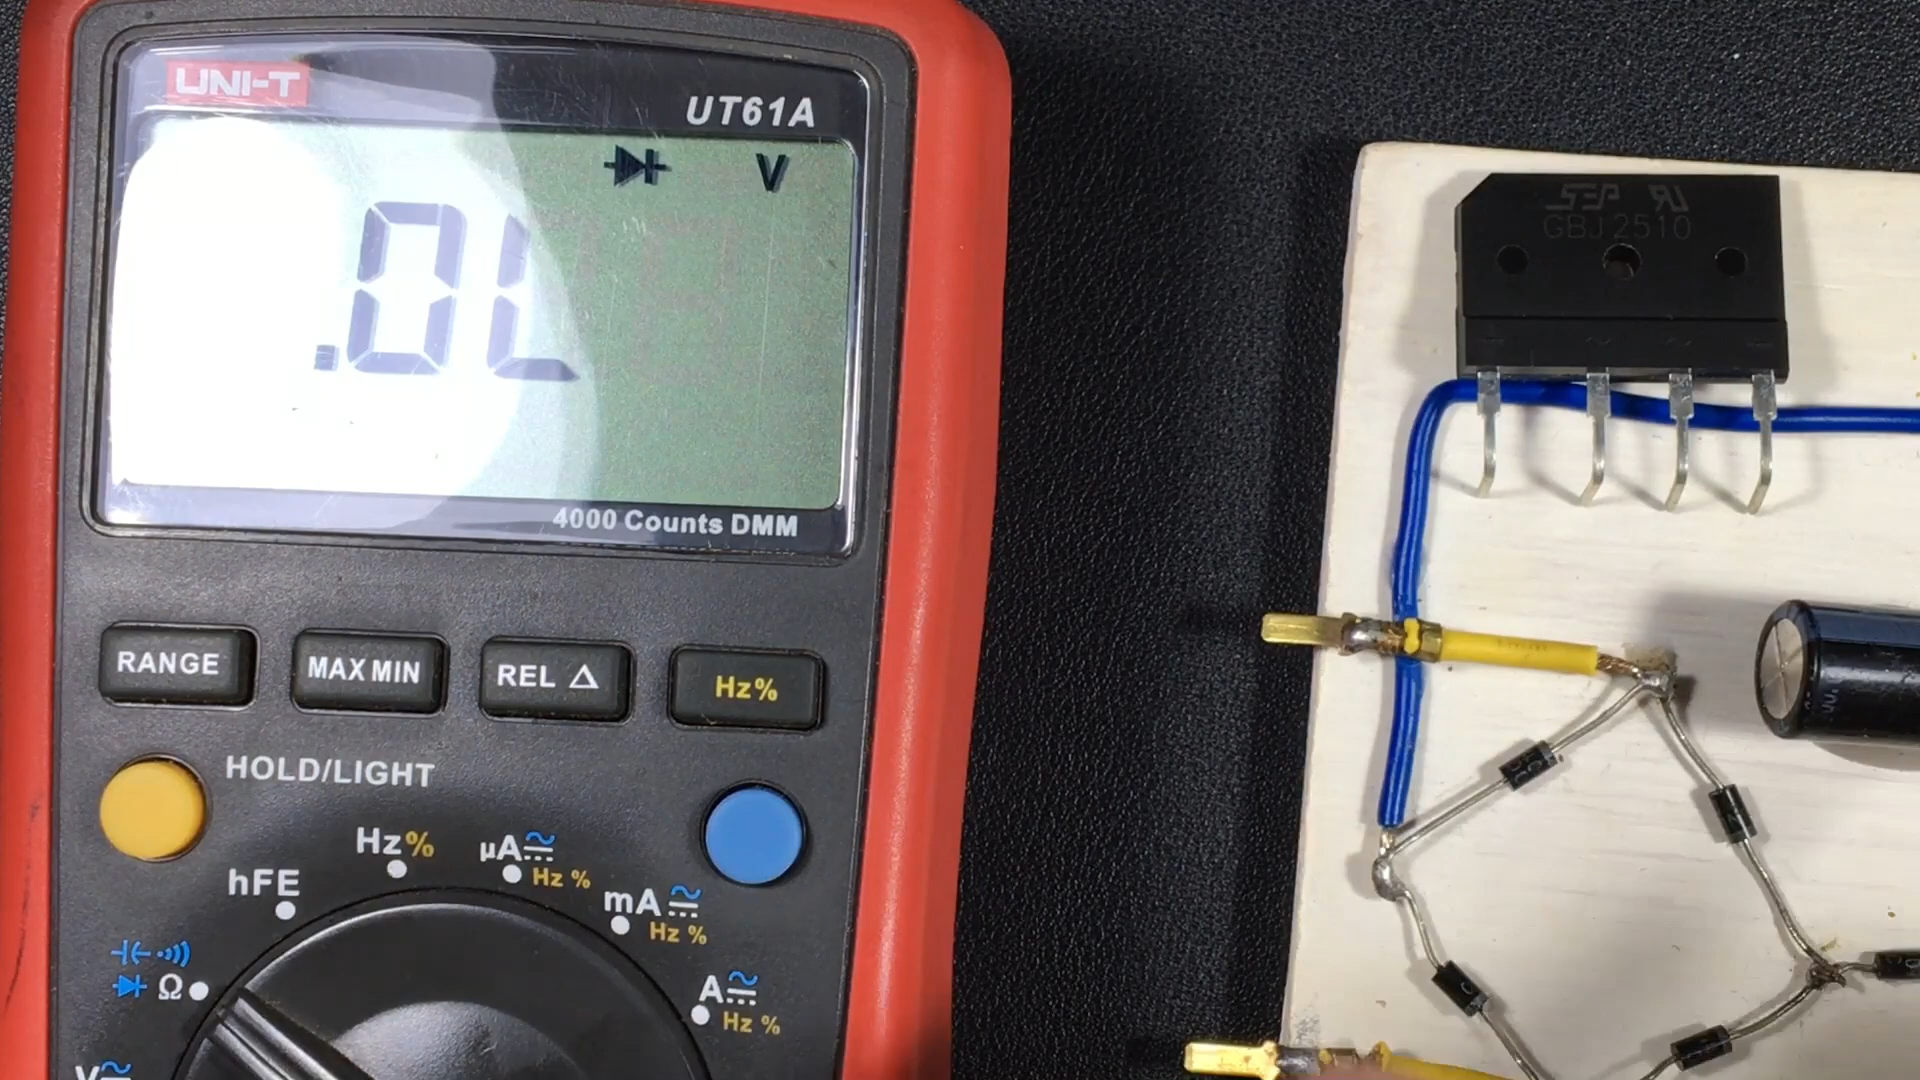 UNI-T
UT61A
V
.0L
4000 Counts DMM
RANGE
MAX MIN
REL △
Hz%
HOLD/LIGHT
Hz%
µA
Hz %
hFE
mA
Hz %
Ω
A
Hz %
V
SEP
GBJ2510